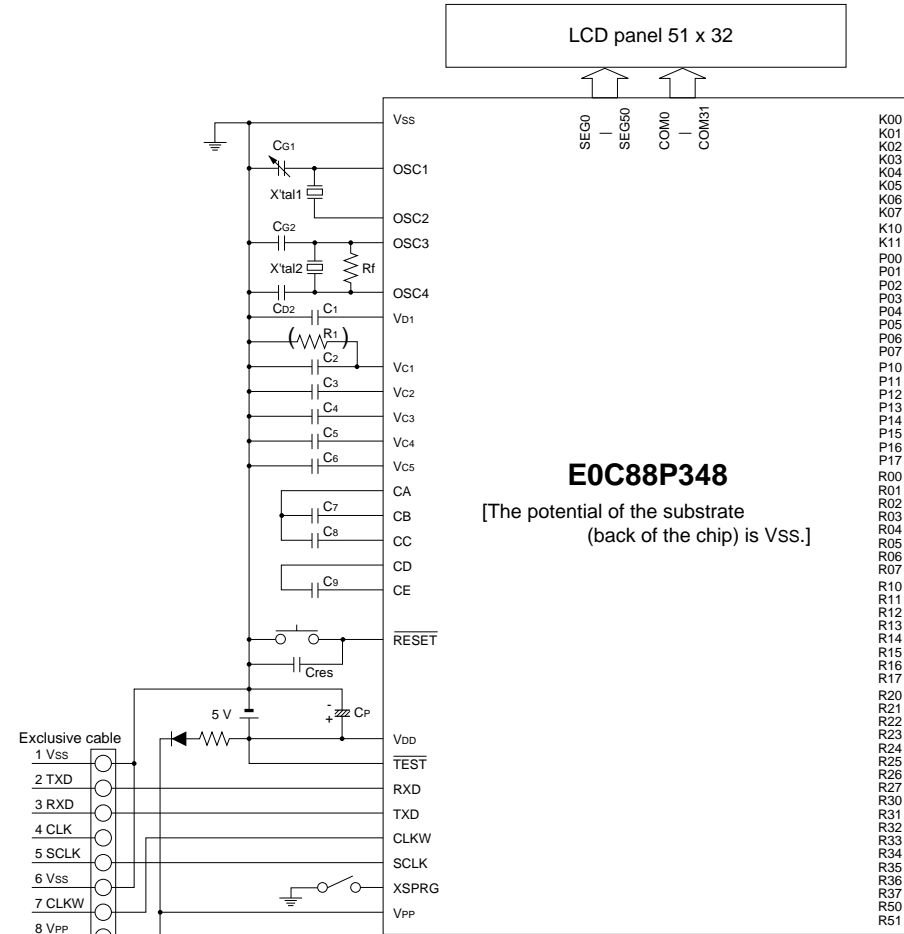 LCD panel 51 x 32
SEG0 — SEG50
COM0 — COM31
VSS
OSC1
OSC2
OSC3
OSC4
VD1
VC1
VC2
VC3
VC4
VC5
CA
CB
CC
CD
CE
RESET
VDD
TEST
RXD
TXD
CLKW
SCLK
XSPRG
VPP
CG1
X'tal1
CG2
X'tal2
Rf
CD2
C1
( R1 )
C2
C3
C4
C5
C6
C7
C8
C9
Cres
5 V
-
+
CP
Exclusive cable
1 VSS
2 TXD
3 RXD
4 CLK
5 SCLK
6 VSS
7 CLKW
8 VPP
E0C88P348
[The potential of the substrate
(back of the chip) is VSS.]
K00
K01
K02
K03
K04
K05
K06
K07
K10
K11
P00
P01
P02
P03
P04
P05
P06
P07
P10
P11
P12
P13
P14
P15
P16
P17
R00
R01
R02
R03
R04
R05
R06
R07
R10
R11
R12
R13
R14
R15
R16
R17
R20
R21
R22
R23
R24
R25
R26
R27
R30
R31
R32
R33
R34
R35
R36
R37
R50
R51